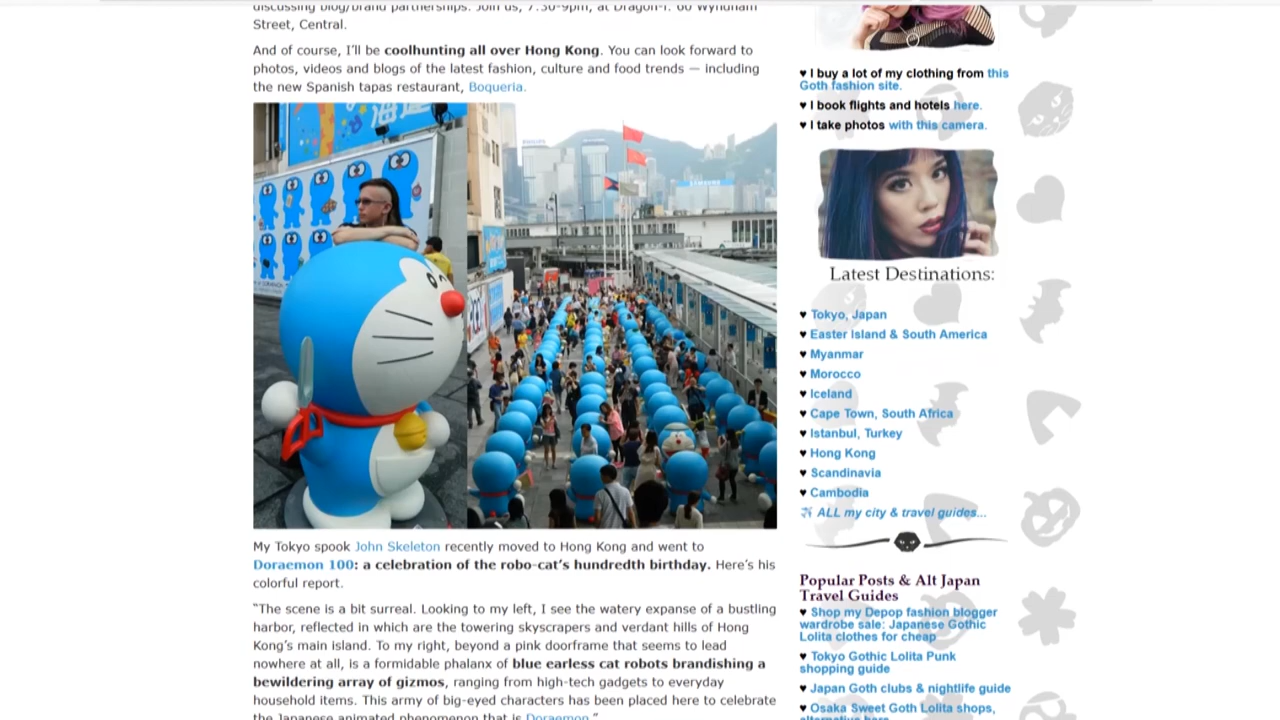 discussing blog/brand partnerships. Join us, 7:30-9pm, at Dragon-i. 60 Wyndham
Street, Central.
And of course, I'll be coolhunting all over Hong Kong. You can look forward to
photos, videos and blogs of the latest fashion, culture and food trends — including
the new Spanish tapas restaurant, Boqueria.
My Tokyo spook John Skeleton recently moved to Hong Kong and went to
Doraemon 100: a celebration of the robo-cat's hundredth birthday. Here's his
colorful report.
"The scene is a bit surreal. Looking to my left, I see the watery expanse of a bustling
harbor, reflected in which are the towering skyscrapers and verdant hills of Hong
Kong's main island. To my right, beyond a pink doorframe that seems to lead
nowhere at all, is a formidable phalanx of blue earless cat robots brandishing a
bewildering array of gizmos, ranging from high-tech gadgets to everyday
household items. This army of big-eyed characters has been placed here to celebrate
the Japanese animated phenomenon that is Doraemon."
♥ I buy a lot of my clothing from this
Goth fashion site.
♥ I book flights and hotels here.
♥ I take photos with this camera.
Latest Destinations:
♥ Tokyo, Japan
♥ Easter Island & South America
♥ Myanmar
♥ Morocco
♥ Iceland
♥ Cape Town, South Africa
♥ Istanbul, Turkey
♥ Hong Kong
♥ Scandinavia
♥ Cambodia
ALL my city & travel guides...
Popular Posts & Alt Japan
Travel Guides
♥ Shop my Depop fashion blogger
wardrobe sale: Japanese Gothic
Lolita clothes for cheap
♥ Tokyo Gothic Lolita Punk
shopping guide
♥ Japan Goth clubs & nightlife guide
♥ Osaka Sweet Goth Lolita shops,
alternative bars